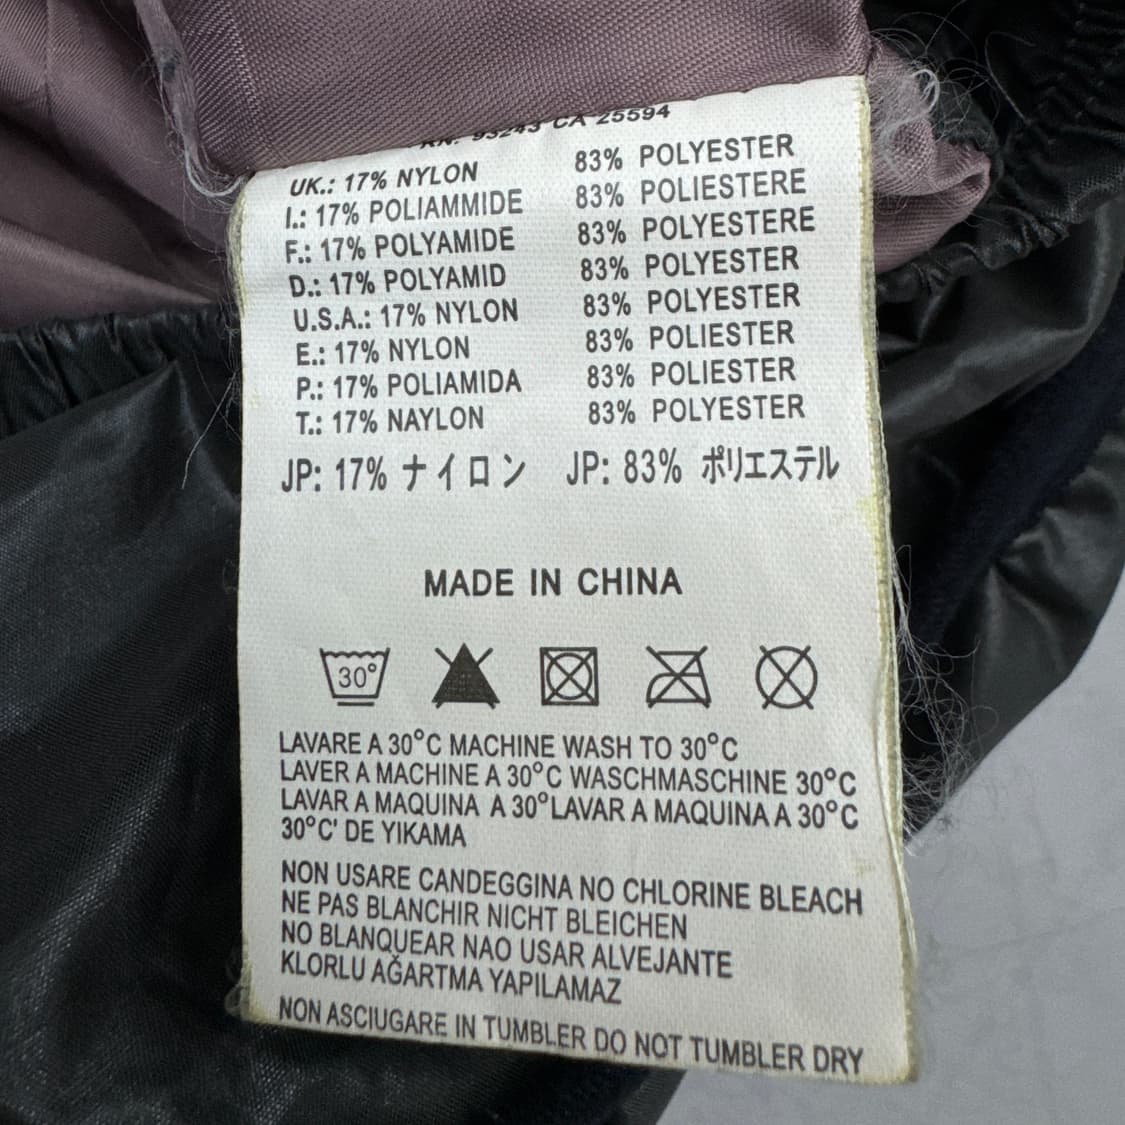 RN: 93243 CA 25594
UK.: 17% NYLON 83% POLYESTER
I.: 17% POLIAMMIDE 83% POLIESTERE
F.: 17% POLYAMIDE 83% POLYESTERE
D.: 17% POLYAMID 83% POLYESTER
U.S.A.: 17% NYLON 83% POLYESTER
E.: 17% NYLON 83% POLIESTER
P.: 17% POLIAMIDA 83% POLIESTER
T.: 17% NAYLON 83% POLYESTER
JP: 17% ナイロン JP: 83% ポリエステル
MADE IN CHINA
30°
LAVARE A 30°C MACHINE WASH TO 30°C
LAVER A MACHINE A 30°C WASCHMASCHINE 30°C
LAVAR A MAQUINA A 30°LAVAR A MAQUINA A 30°C
30°C' DE YIKAMA
NON USARE CANDEGGINA NO CHLORINE BLEACH
NE PAS BLANCHIR NICHT BLEICHEN
NO BLANQUEAR NAO USAR ALVEJANTE
KLORLU AĞARTMA YAPILAMAZ
NON ASCIUGARE IN TUMBLER DO NOT TUMBLER DRY